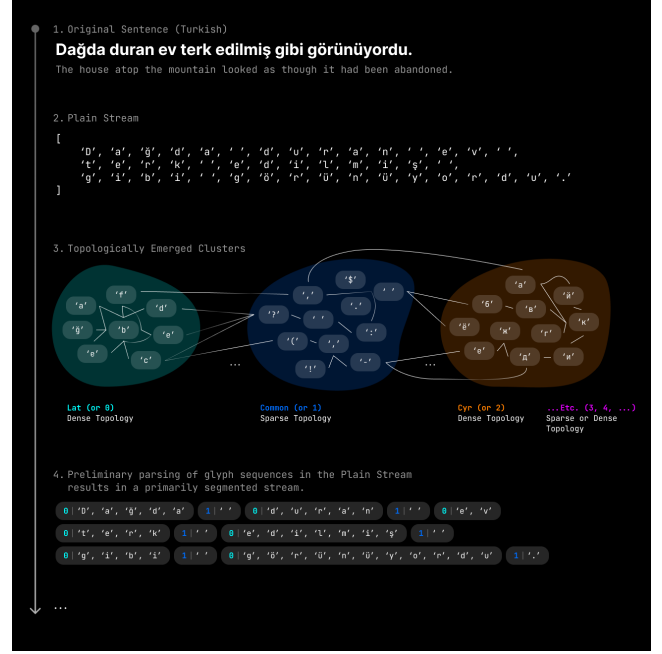 1. Original Sentence (Turkish)
Dağda duran ev terk edilmiş gibi görünüyordu.
The house atop the mountain looked as though it had been abandoned.
2. Plain Stream
[
‘D’, ‘a’, ‘ğ’, ‘d’, ‘a’, ‘ ’, ‘d’, ‘u’, ‘r’, ‘a’, ‘n’, ‘ ’, ‘e’, ‘v’, ‘ ’,
‘t’, ‘e’, ‘r’, ‘k’, ‘ ’, ‘e’, ‘d’, ‘i’, ‘l’, ‘m’, ‘i’, ‘ş’, ‘ ’,
‘g’, ‘i’, ‘b’, ‘i’, ‘ ’, ‘g’, ‘ö’, ‘r’, ‘ü’, ‘n’, ‘ü’, ‘y’, ‘o’, ‘r’, ‘d’, ‘u’, ‘.’
]
3. Topologically Emerged Clusters
‘a’ ‘f’ ‘d’ ‘ğ’ ‘b’ ‘e’ ‘e’ ‘c’
‘$’ ‘,’ ‘ ’ ‘.’ ‘?’ ‘ ’ ‘:’ ‘(’ ‘,’ ‘-’ ‘!’
‘а’ ‘й’ ‘б’ ‘в’ ‘к’ ‘ё’ ‘ж’ ‘г’ ‘е’ ‘д’ ‘и’
...
...
Lat (or 0)
Dense Topology
Common (or 1)
Sparse Topology
Cyr (or 2)
Dense Topology
...Etc. (3, 4, ...)
Sparse or Dense
Topology
4. Preliminary parsing of glyph sequences in the Plain Stream
results in a primarily segmented stream.
0|‘D’, ‘a’, ‘ğ’, ‘d’, ‘a’ 1|‘ ’ 0|‘d’, ‘u’, ‘r’, ‘a’, ‘n’ 1|‘ ’ 0|‘e’, ‘v’
0|‘t’, ‘e’, ‘r’, ‘k’ 1|‘ ’ 0|‘e’, ‘d’, ‘i’, ‘l’, ‘m’, ‘i’, ‘ş’ 1|‘ ’
0|‘g’, ‘i’, ‘b’, ‘i’ 1|‘ ’ 0|‘g’, ‘ö’, ‘r’, ‘ü’, ‘n’, ‘ü’, ‘y’, ‘o’, ‘r’, ‘d’, ‘u’ 1|‘.’
...